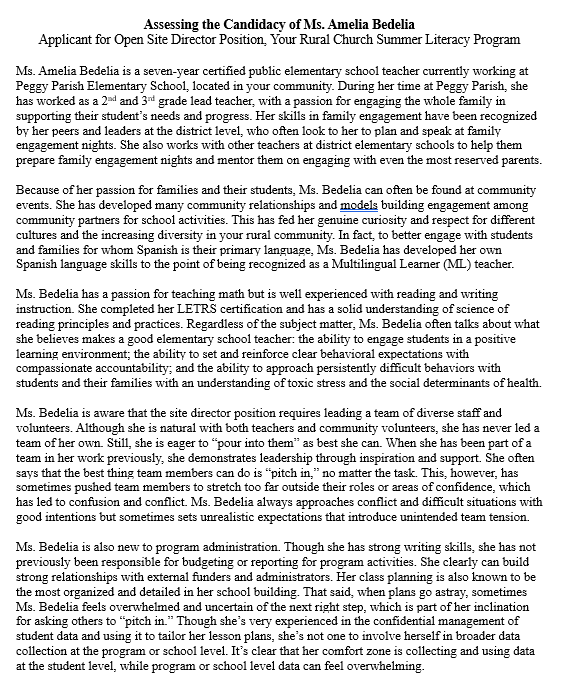 Assessing the Candidacy of Ms. Amelia Bedelia
Applicant for Open Site Director Position, Your Rural Church Summer Literacy Program
Ms. Amelia Bedelia is a seven-year certified public elementary school teacher currently working at
Peggy Parish Elementary School, located in your community. During her time at Peggy Parish, she
has worked as a 2nd and 3rd grade lead teacher, with a passion for engaging the whole family in
supporting their student's needs and progress. Her skills in family engagement have been recognized
by her peers and leaders at the district level, who often look to her to plan and speak at family
engagement nights. She also works with other teachers at district elementary schools to help them
prepare family engagement nights and mentor them on engaging with even the most reserved parents.
Because of her passion for families and their students, Ms. Bedelia can often be found at community
events. She has developed many community relationships and models building engagement among
community partners for school activities. This has fed her genuine curiosity and respect for different
cultures and the increasing diversity in your rural community. In fact, to better engage with students
and families for whom Spanish is their primary language, Ms. Bedelia has developed her own
Spanish language skills to the point of being recognized as a Multilingual Learner (ML) teacher.
Ms. Bedelia has a passion for teaching math but is well experienced with reading and writing
instruction. She completed her LETRS certification and has a solid understanding of science of
reading principles and practices. Regardless of the subject matter, Ms. Bedelia often talks about what
she believes makes a good elementary school teacher: the ability to engage students in a positive
learning environment; the ability to set and reinforce clear behavioral expectations with
compassionate accountability; and the ability to approach persistently difficult behaviors with
students and their families with an understanding of toxic stress and the social determinants of health.
Ms. Bedelia is aware that the site director position requires leading a team of diverse staff and
volunteers. Although she is natural with both teachers and community volunteers, she has never led a
team of her own. Still, she is eager to "pour into them" as best she can. When she has been part of a
team in her work previously, she demonstrates leadership through inspiration and support. She often
says that the best thing team members can do is "pitch in," no matter the task. This, however, has
sometimes pushed team members to stretch too far outside their roles or areas of confidence, which
has led to confusion and conflict. Ms. Bedelia always approaches conflict and difficult situations with
good intentions but sometimes sets unrealistic expectations that introduce unintended team tension.
Ms. Bedelia is also new to program administration. Though she has strong writing skills, she has not
previously been responsible for budgeting or reporting for program activities. She clearly can build
strong relationships with external funders and administrators. Her class planning is also known to be
the most organized and detailed in her school building. That said, when plans go astray, sometimes
Ms. Bedelia feels overwhelmed and uncertain of the next right step, which is part of her inclination
for asking others to "pitch in." Though she's very experienced in the confidential management of
student data and using it to tailor her lesson plans, she's not one to involve herself in broader data
collection at the program or school level. It's clear that her comfort zone is collecting and using data
at the student level, while program or school level data can feel overwhelming.